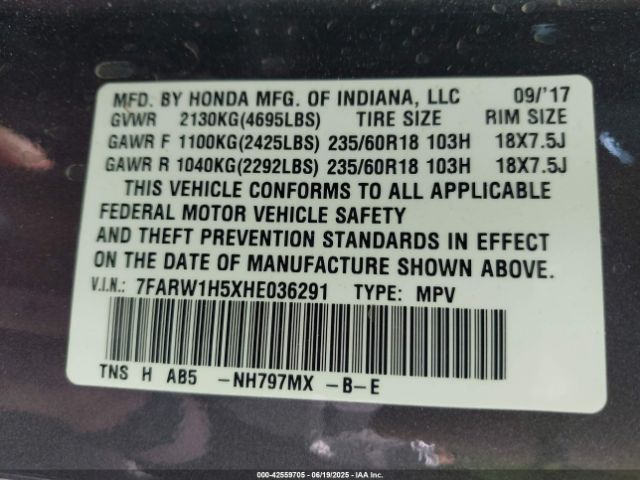 MFD. BY HONDA MFG. OF INDIANA, LLC 09/'17
GVWR 2130KG(4695LBS) TIRE SIZE RIM SIZE
GAWR F 1100KG(2425LBS) 235/60R18 103H 18X7.5J
GAWR R 1040KG(2292LBS) 235/60R18 103H 18X7.5J
THIS VEHICLE CONFORMS TO ALL APPLICABLE
FEDERAL MOTOR VEHICLE SAFETY
AND THEFT PREVENTION STANDARDS IN EFFECT
ON THE DATE OF MANUFACTURE SHOWN ABOVE.
V.I.N.: 7FARW1H5XHE036291 TYPE: MPV
TNS H AB5 -NH797MX -B-E
000-42559705 - 06/19/2025 - IAA Inc.